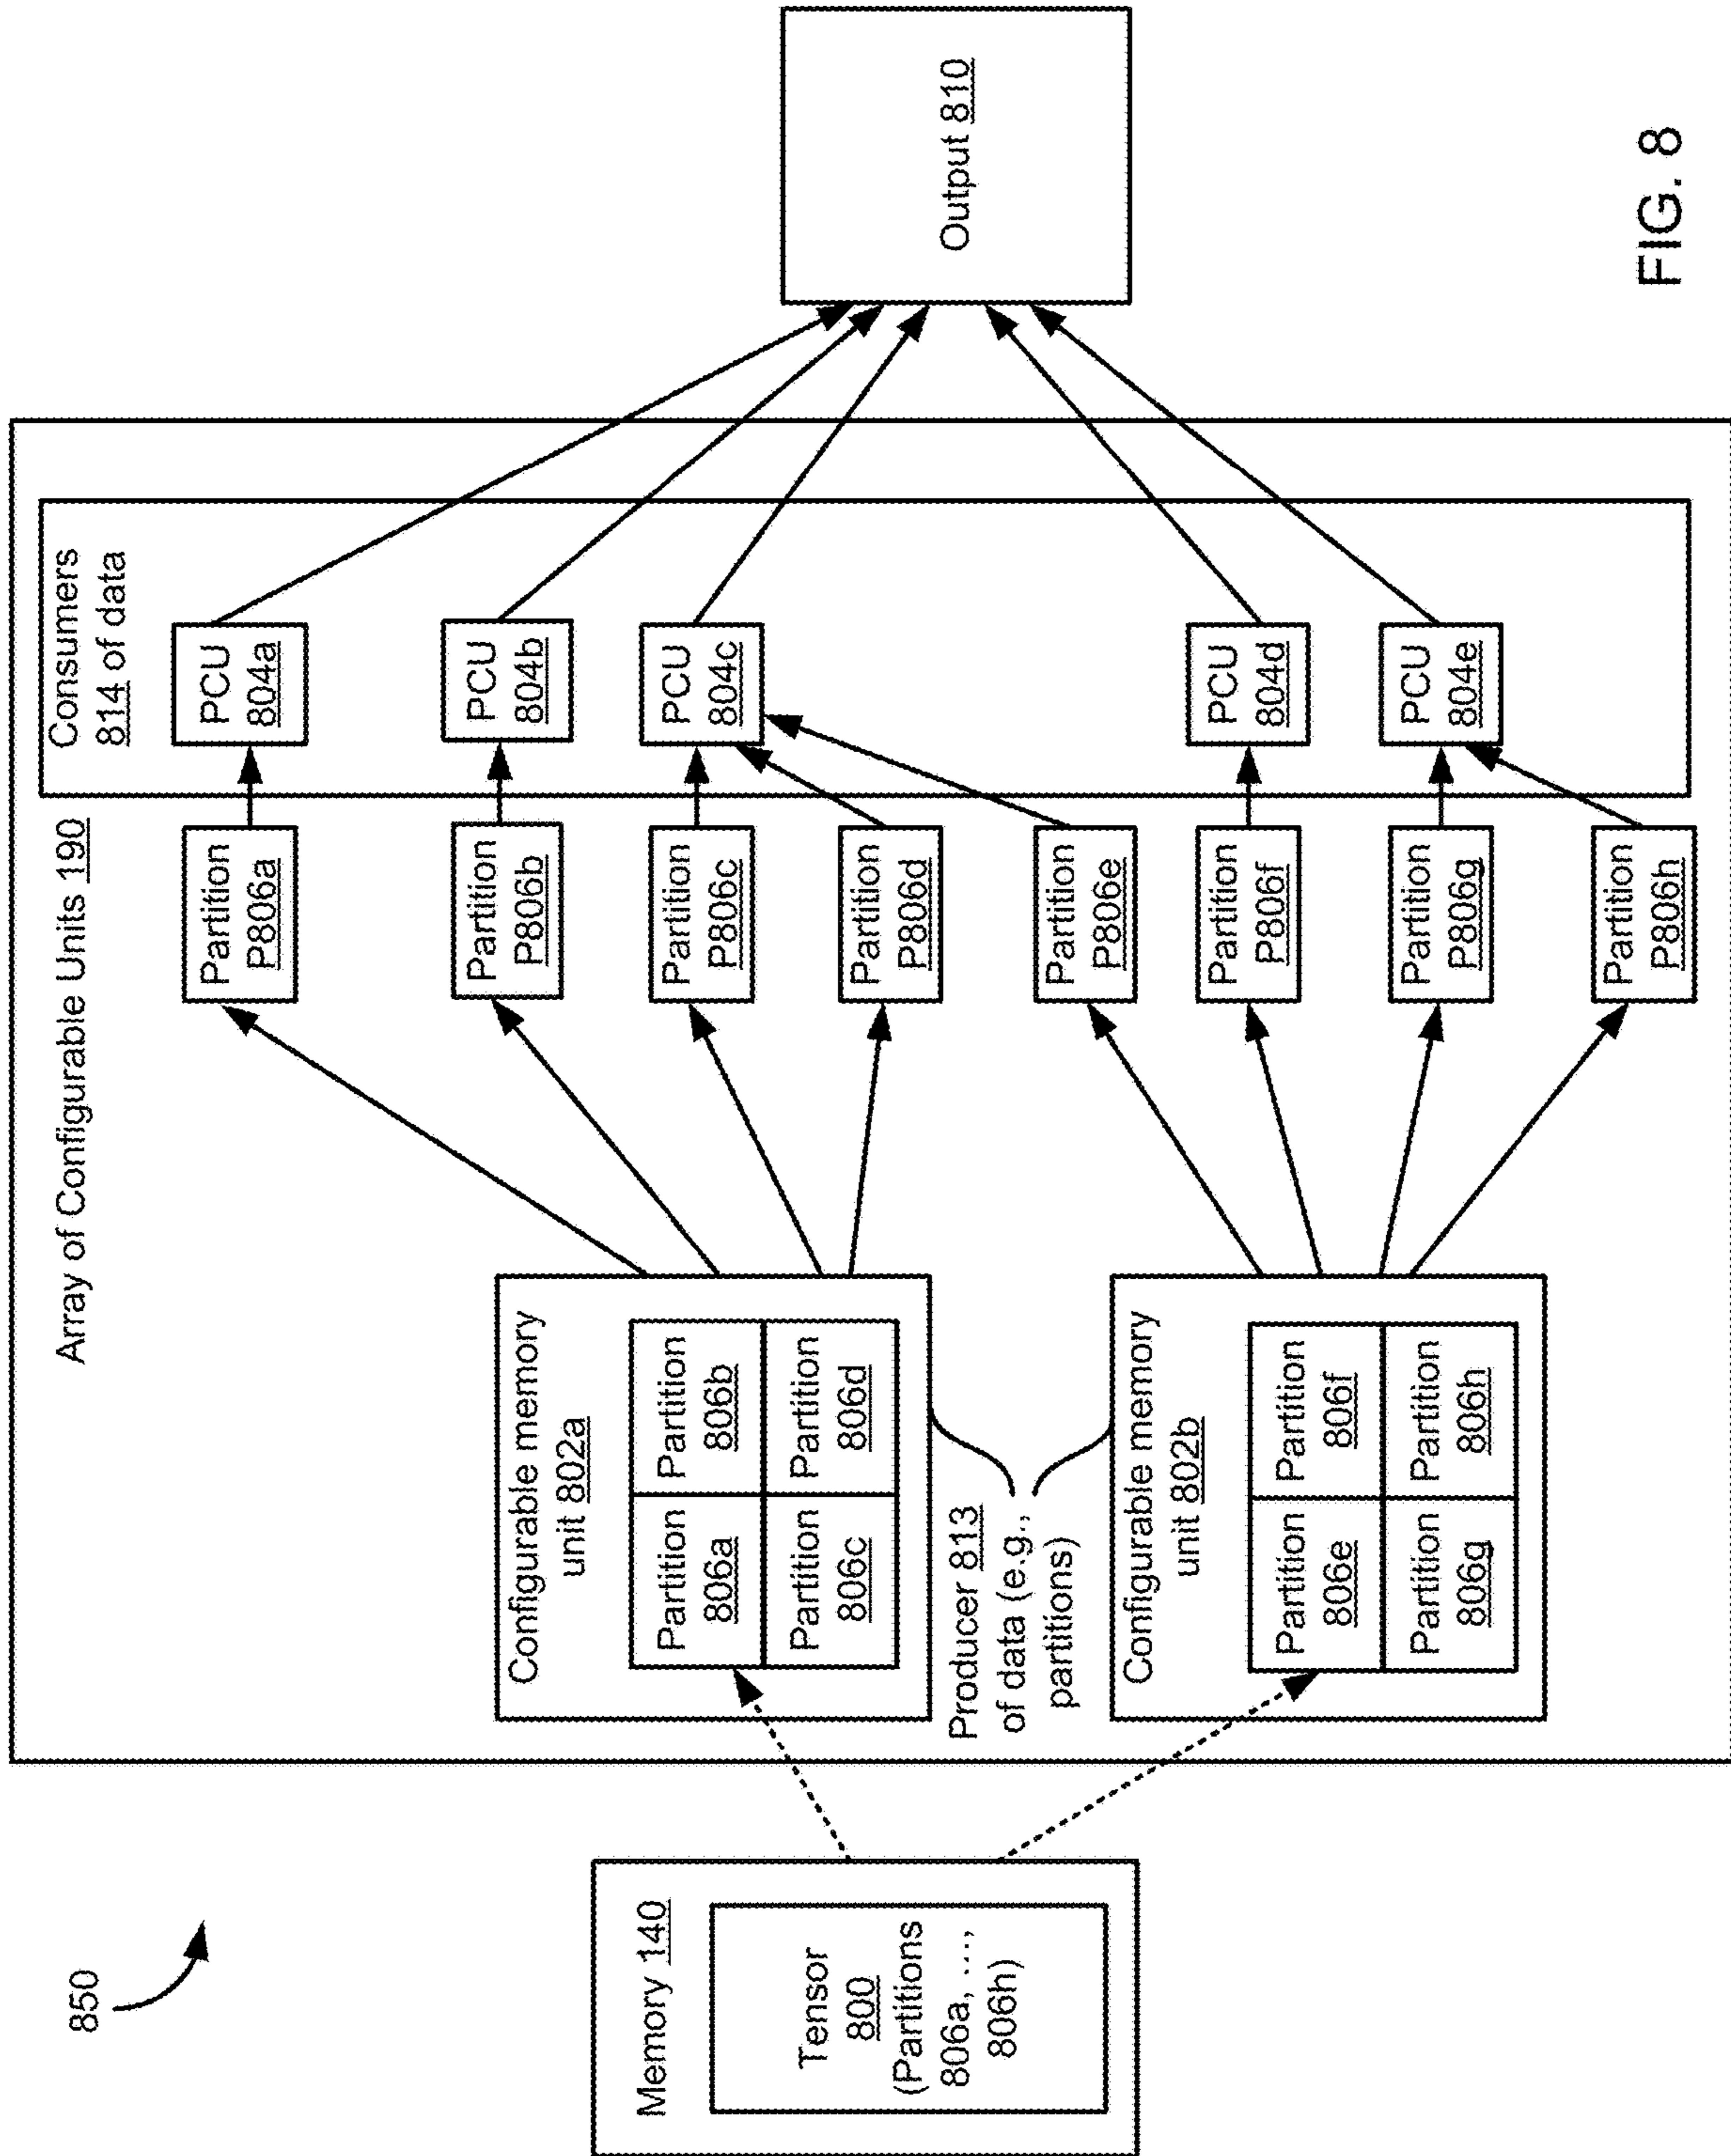 850
Memory 140
Tensor
800
(Partitions
806a, ….,
806h)
Array of Configurable Units 190
Configurable memory
unit 802a
Partition
806a
Partition
806b
Partition
806c
Partition
806d
Producer 813
of data (e.g.,
partitions)
Configurable memory
unit 802b
Partition
806e
Partition
806f
Partition
806g
Partition
806h
Partition
P806a
Partition
P806b
Partition
P806c
Partition
P806d
Partition
P806e
Partition
P806f
Partition
P806g
Partition
P806h
Consumers
814 of data
PCU
804a
PCU
804b
PCU
804c
PCU
804d
PCU
804e
Output 810
FIG. 8